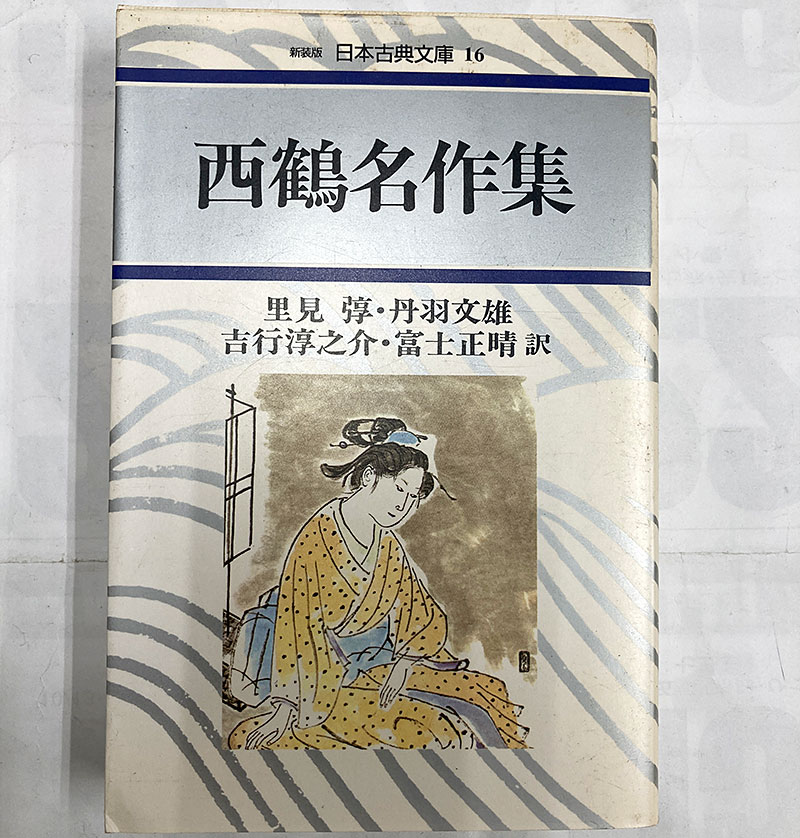 新装版 日本古典文庫 16
西鶴名作集
里見 弴・丹羽文雄
吉行淳之介・富士正晴 訳